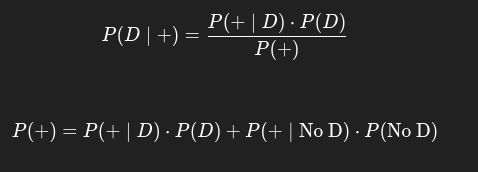 P(D | +) = P(+ | D) · P(D) / P(+)
P(+) = P(+ | D) · P(D) + P(+ | No D) · P(No D)